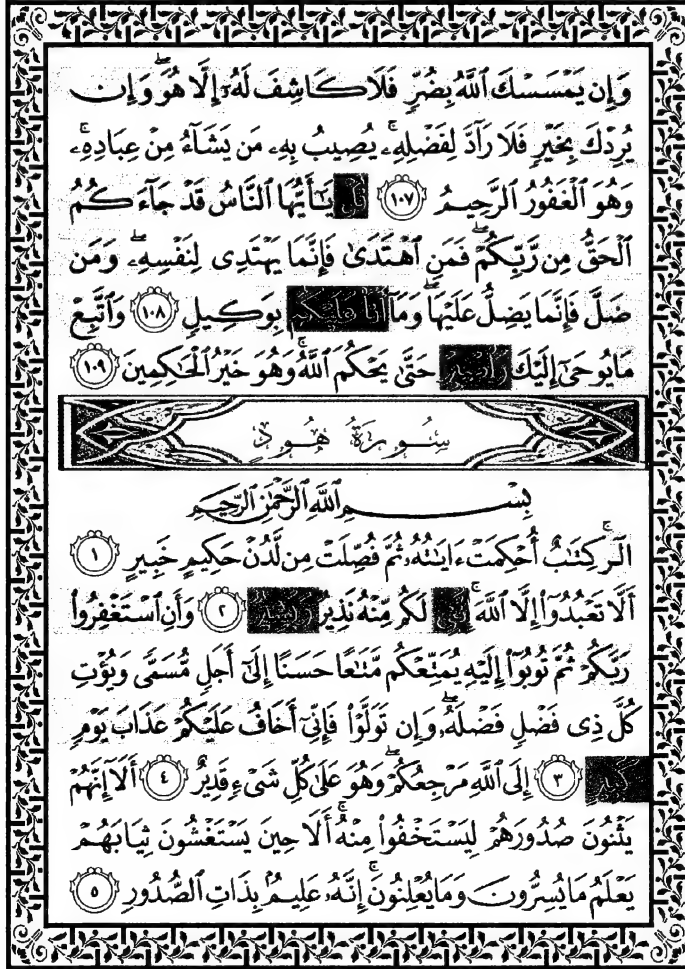 وَإِن يَمْسَسْكَ ٱللَّهُ بِضُرٍّ فَلَا كَاشِفَ لَهُۥٓ إِلَّا هُوَ ۖ وَإِن
يُرِدْكَ بِخَيْرٍ فَلَا رَآدَّ لِفَضْلِهِۦ ۚ يُصِيبُ بِهِۦ مَن يَشَآءُ مِنْ عِبَادِهِۦ ۚ
وَهُوَ ٱلْغَفُورُ ٱلرَّحِيمُ ١٠٧ قُلْ يَٰٓأَيُّهَا ٱلنَّاسُ قَدْ جَآءَكُمُ
ٱلْحَقُّ مِن رَّبِّكُمْ ۖ فَمَنِ ٱهْتَدَىٰ فَإِنَّمَا يَهْتَدِى لِنَفْسِهِۦ ۖ وَمَن
ضَلَّ فَإِنَّمَا يَضِلُّ عَلَيْهَا ۖ وَمَآ أَنَا۠ عَلَيْكُم بِوَكِيلٍ ١٠٨ وَٱتَّبِعْ
مَا يُوحَىٰٓ إِلَيْكَ حَتَّىٰ يَحْكُمَ ٱللَّهُ ۚ وَهُوَ خَيْرُ ٱلْحَٰكِمِينَ ١٠٩
سُورَةُ هُودٍ
بِسْمِ ٱللَّهِ ٱلرَّحْمَٰنِ ٱلرَّحِيمِ
الٓر ۚ كِتَٰبٌ أُحْكِمَتْ ءَايَٰتُهُۥ ثُمَّ فُصِّلَتْ مِن لَّدُنْ حَكِيمٍ خَبِيرٍ ١
أَلَّا تَعْبُدُوٓا۟ إِلَّا ٱللَّهَ ۚ لَكُم مِّنْهُ نَذِيرٌ ٢ وَأَنِ ٱسْتَغْفِرُوا۟
رَبَّكُمْ ثُمَّ تُوبُوٓا۟ إِلَيْهِ يُمَتِّعْكُم مَّتَٰعًا حَسَنًا إِلَىٰٓ أَجَلٍ مُّسَمًّى وَيُؤْتِ
كُلَّ ذِى فَضْلٍ فَضْلَهُۥ ۖ وَإِن تَوَلَّوْا۟ فَإِنِّىٓ أَخَافُ عَلَيْكُمْ عَذَابَ يَوْمٍ
٣ إِلَى ٱللَّهِ مَرْجِعُكُمْ ۖ وَهُوَ عَلَىٰ كُلِّ شَىْءٍ قَدِيرٌ ٤ أَلَآ إِنَّهُمْ
يَثْنُونَ صُدُورَهُمْ لِيَسْتَخْفُوا۟ مِنْهُ ۚ أَلَا حِينَ يَسْتَغْشُونَ ثِيَابَهُمْ
يَعْلَمُ مَا يُسِرُّونَ وَمَا يُعْلِنُونَ ۚ إِنَّهُۥ عَلِيمٌۢ بِذَاتِ ٱلصُّدُورِ ٥